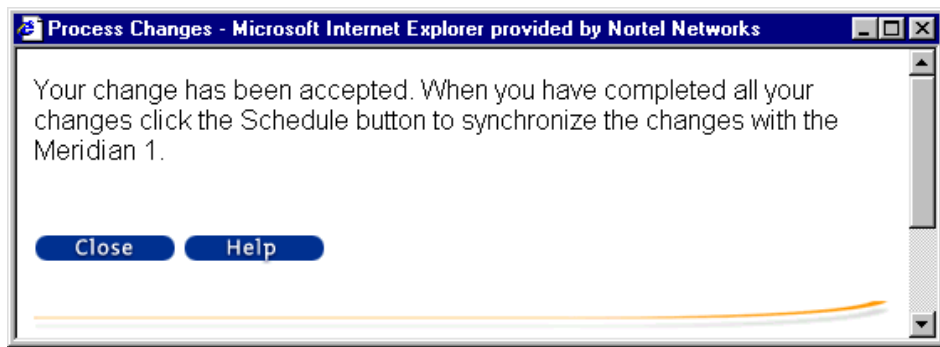 Process Changes - Microsoft Internet Explorer provided by Nortel Networks
Your change has been accepted. When you have completed all your
changes click the Schedule button to synchronize the changes with the
Meridian 1.
Close Help